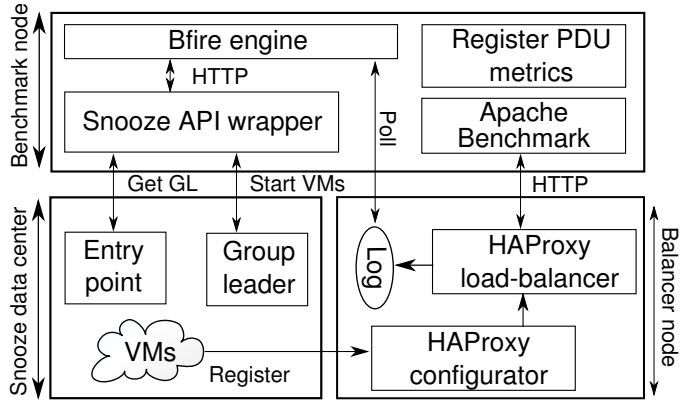 Benchmark node
Bfire engine
Register PDU
metrics
HTTP
Snooze API wrapper
Apache
Benchmark
Poll
Get GL
Start VMs
HTTP
Snooze data center
Entry
point
Group
leader
Log
HAProxy
load-balancer
Balancer node
VMs
Register
HAProxy
configurator